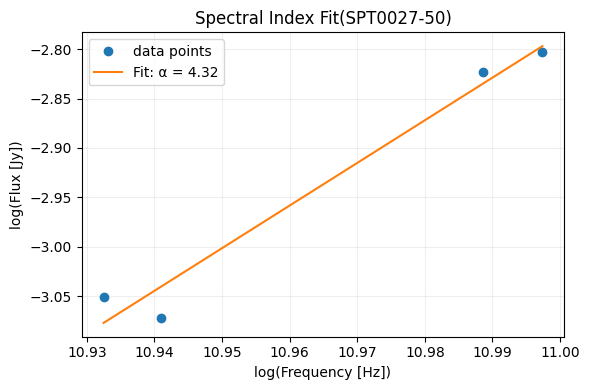 Spectral Index Fit(SPT0027-50)
data points
Fit: α = 4.32
log(Flux [Jy])
−2.80
−2.85
−2.90
−2.95
−3.00
−3.05
10.93 10.94 10.95 10.96 10.97 10.98 10.99 11.00
log(Frequency [Hz])